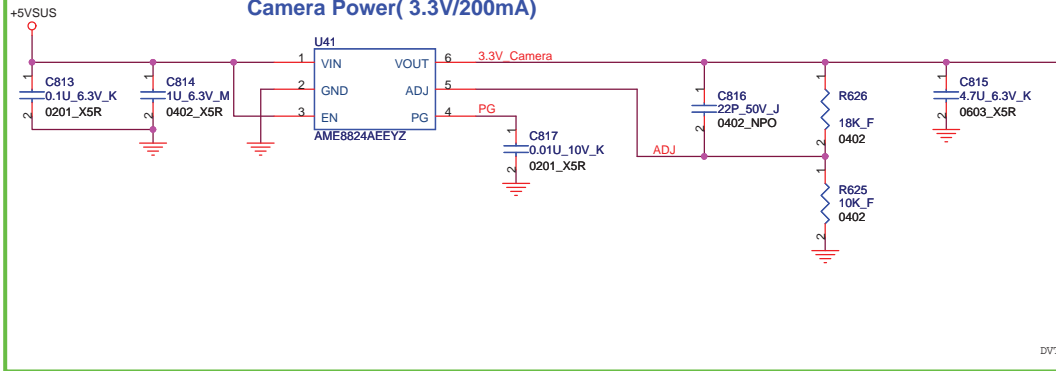 Camera Power( 3.3V/200mA)
+5VSUS
U41
1
VIN
VOUT
6
3.3V_Camera
2
GND
ADJ
5
3
EN
PG
4
PG
AME8824AEEYZ
1
C813
0.1U_6.3V_K
2
0201_X5R
1
C814
1U_6.3V_M
2
0402_X5R
1
C817
0.01U_10V_K
2
0201_X5R
ADJ
1
C816
22P_50V_J
2
0402_NPO
1
R626
18K_F
2
0402
1
R625
10K_F
2
0402
1
C815
4.7U_6.3V_K
2
0603_X5R